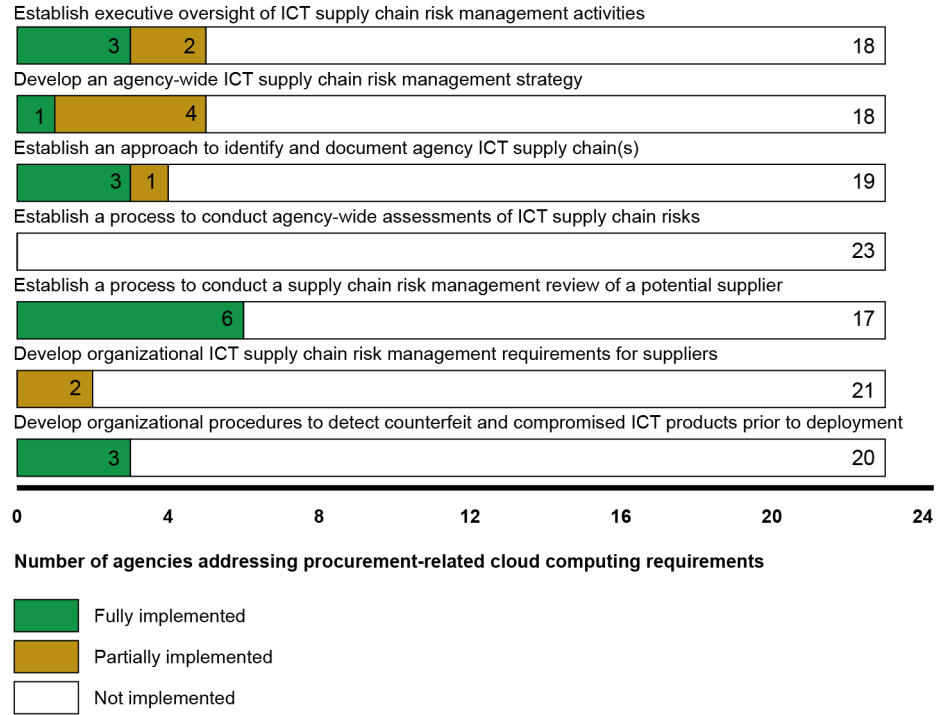 Establish executive oversight of ICT supply chain risk management activities
3 2 18
Develop an agency-wide ICT supply chain risk management strategy
1 4 18
Establish an approach to identify and document agency ICT supply chain(s)
3 1 19
Establish a process to conduct agency-wide assessments of ICT supply chain risks
23
Establish a process to conduct a supply chain risk management review of a potential supplier
6 17
Develop organizational ICT supply chain risk management requirements for suppliers
2 21
Develop organizational procedures to detect counterfeit and compromised ICT products prior to deployment
3 20
0 4 8 12 16 20 24
Number of agencies addressing procurement-related cloud computing requirements
Fully implemented
Partially implemented
Not implemented